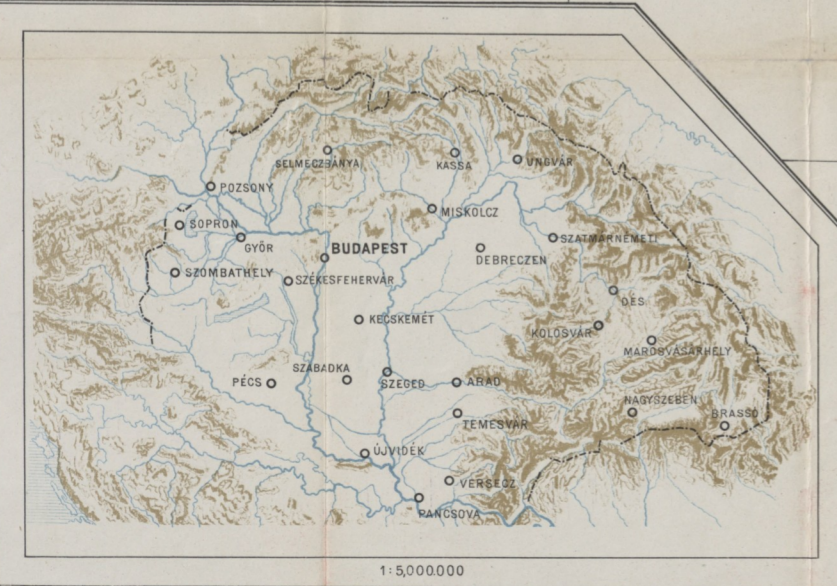 SELMECZBÁNYA
KASSA
UNGVÁR
POZSONY
MISKOLCZ
SOPRON
GYŐR
BUDAPEST
SZATMÁRNÉMETI
DEBRECZEN
SZOMBATHELY
SZÉKESFEHERVÁR
DÉS
KECSKEMÉT
KOLOSVÁR
MAROSVÁSÁRHELY
SZABADKA
PÉCS
SZEGED
ARAD
NAGYSZEBEN
BRASSÓ
TEMESVÁR
ÚJVIDÉK
VERSECZ
PANCSOVA
1:5,000.000